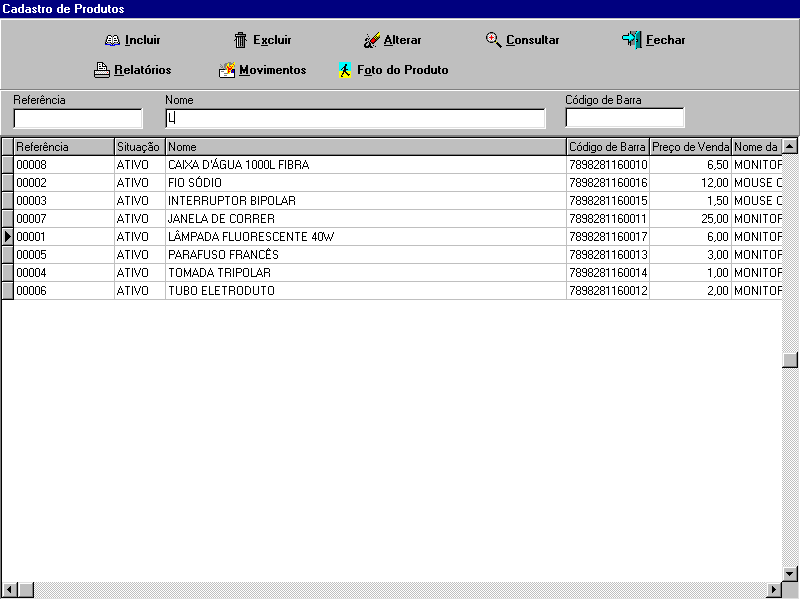 Cadastro de Produtos
Incluir Excluir Alterar Consultar Fechar
Relatórios Movimentos Foto do Produto
Referência Nome Código de Barra
L
Referência Situação Nome Código de Barra Preço de Venda Nome da
00008 ATIVO CAIXA D'ÁGUA 1000L FIBRA 7898281160010 6,50 MONITOR
00002 ATIVO FIO SÓDIO 7898281160016 12,00 MOUSE C
00003 ATIVO INTERRUPTOR BIPOLAR 7898281160015 1,50 MOUSE C
00007 ATIVO JANELA DE CORRER 7898281160011 25,00 MONITOR
00001 ATIVO LÂMPADA FLUORESCENTE 40W 7898281160017 6,00 MONITOR
00005 ATIVO PARAFUSO FRANCÊS 7898281160013 3,00 MONITOR
00004 ATIVO TOMADA TRIPOLAR 7898281160014 1,00 MONITOR
00006 ATIVO TUBO ELETRODUTO 7898281160012 2,00 MONITOR